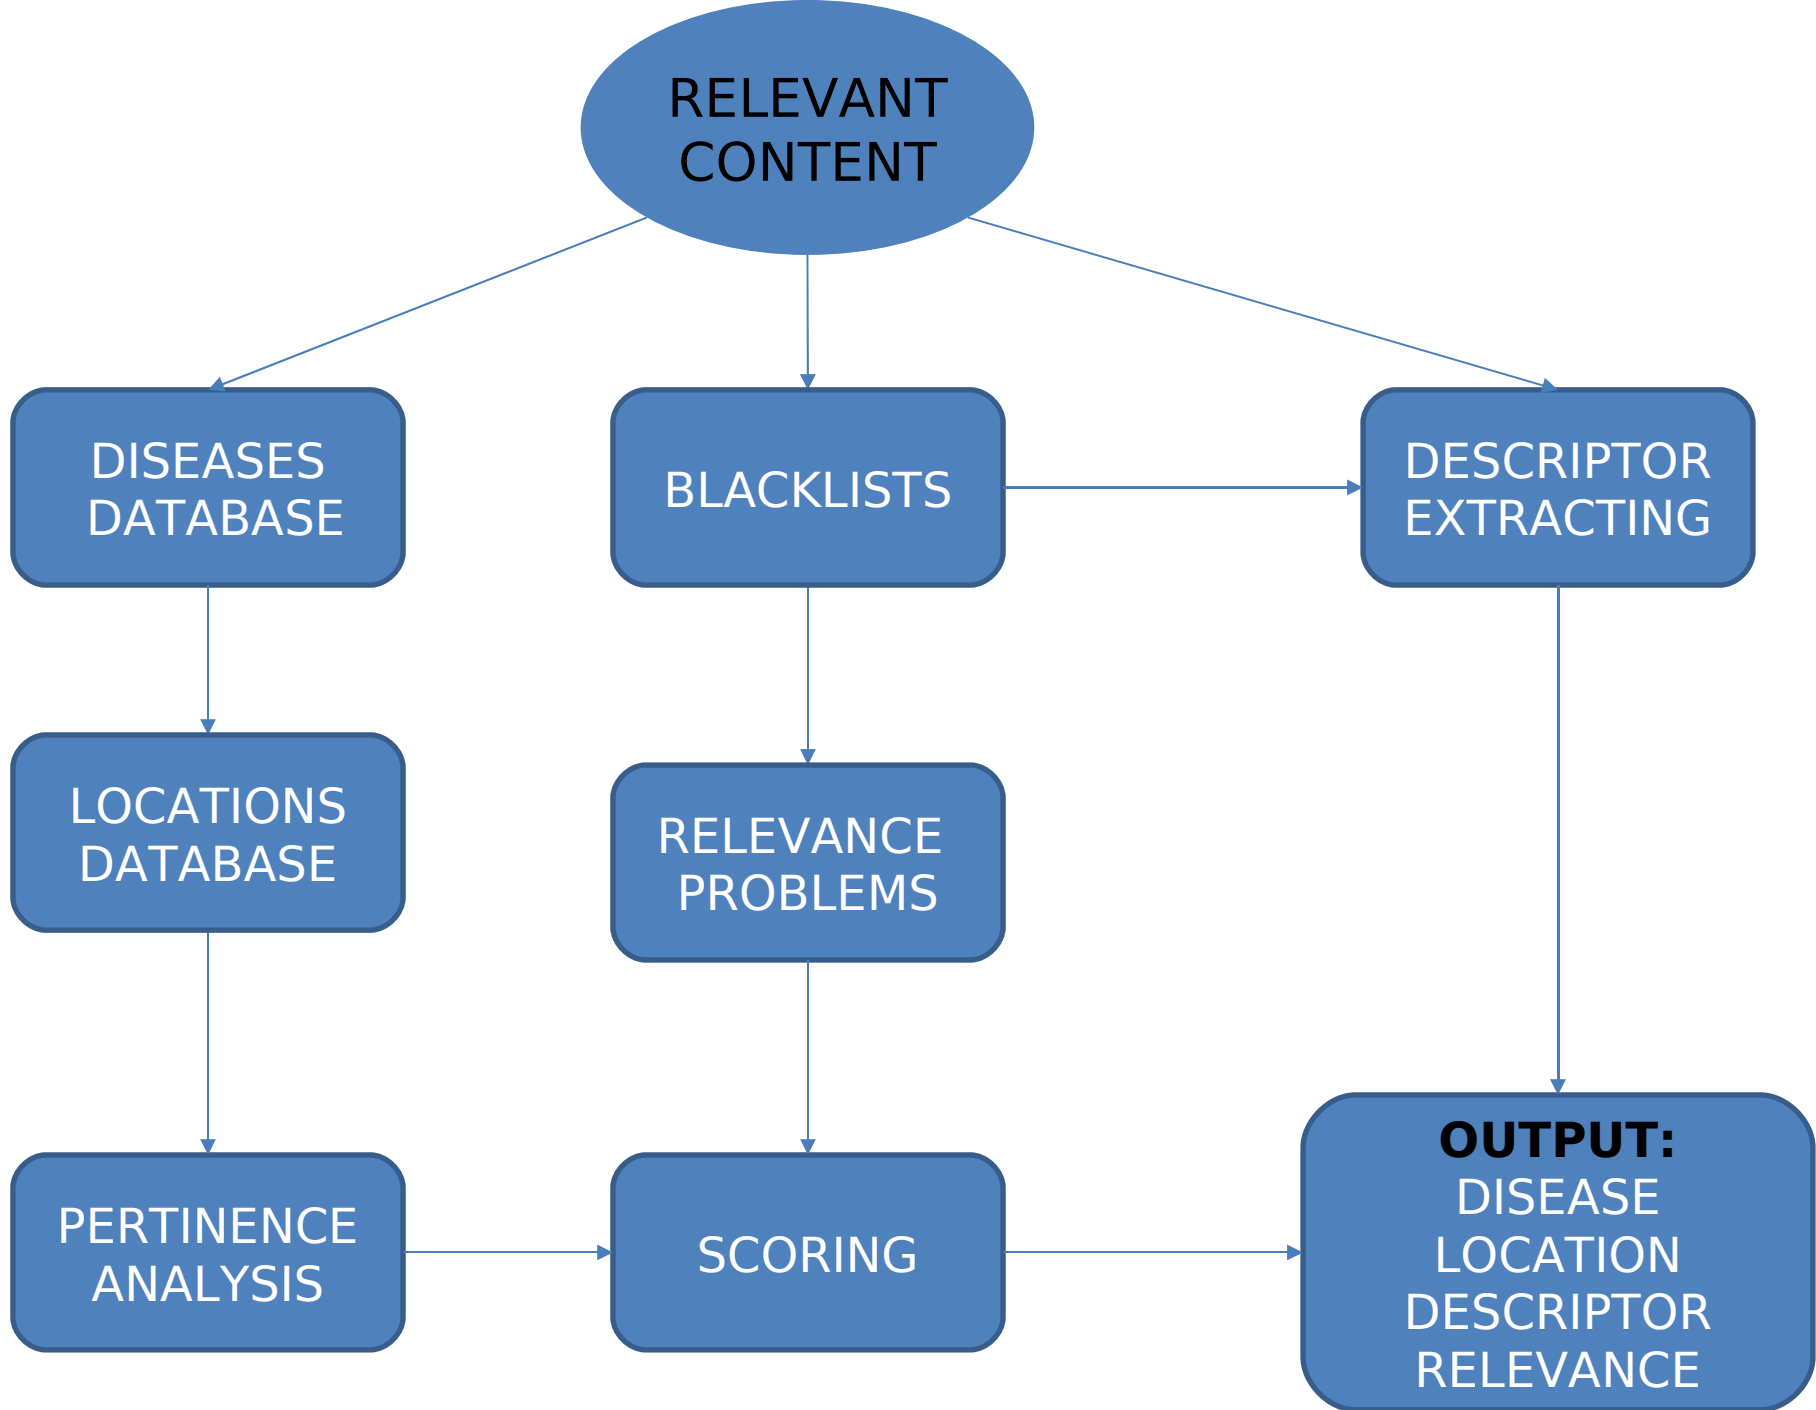 RELEVANT
CONTENT
DISEASES
DATABASE
BLACKLISTS
DESCRIPTOR
EXTRACTING
LOCATIONS
DATABASE
RELEVANCE
PROBLEMS
PERTINENCE
ANALYSIS
SCORING
OUTPUT:
DISEASE
LOCATION
DESCRIPTOR
RELEVANCE